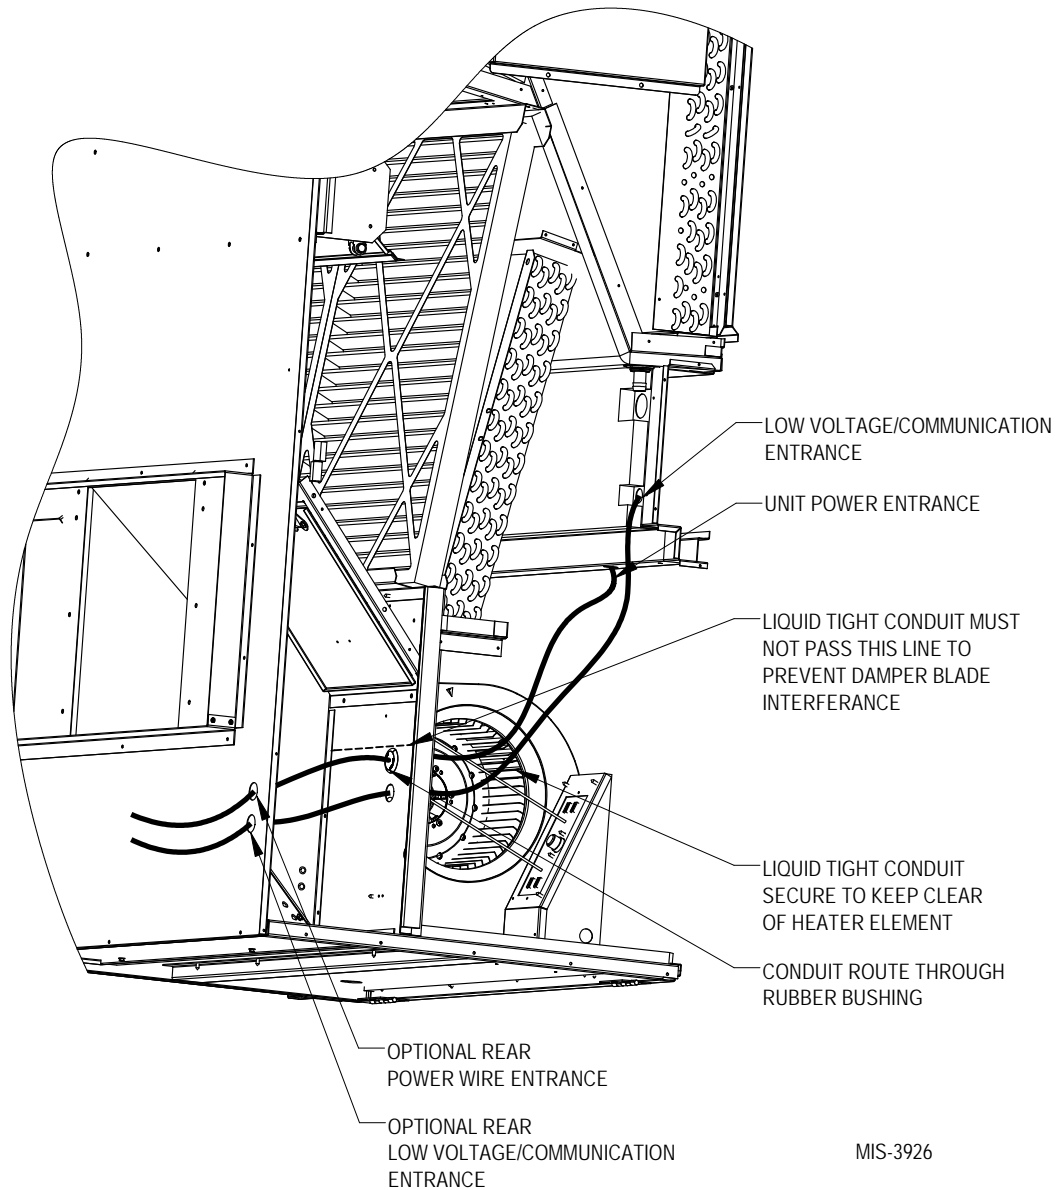 LOW VOLTAGE/COMMUNICATION
ENTRANCE
UNIT POWER ENTRANCE
LIQUID TIGHT CONDUIT MUST
NOT PASS THIS LINE TO
PREVENT DAMPER BLADE
INTERFERANCE
LIQUID TIGHT CONDUIT
SECURE TO KEEP CLEAR
OF HEATER ELEMENT
CONDUIT ROUTE THROUGH
RUBBER BUSHING
OPTIONAL REAR
POWER WIRE ENTRANCE
OPTIONAL REAR
LOW VOLTAGE/COMMUNICATION
ENTRANCE
MIS-3926